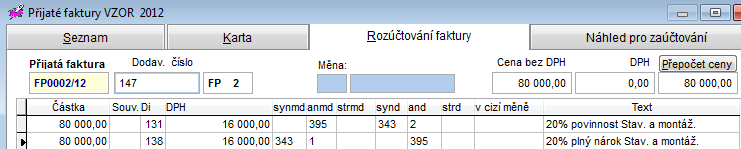 Přijaté faktury VZOR 2012
Seznam Karta Rozúčtování faktury Náhled pro zaúčtování
Přijatá faktura Dodav. číslo Měna: Cena bez DPH DPH Přepočet ceny
FP0002/12 147 FP 2 80 000,00 0,00 80 000,00
Částka Souv. Di DPH synmd anmd strmd synd and strd v cizí měně Text
80 000,00 131 16 000,00 395 343 2 20% povinnost Stav. a montáž.
80 000,00 138 16 000,00 343 1 395 20% plný nárok Stav. a montáž.